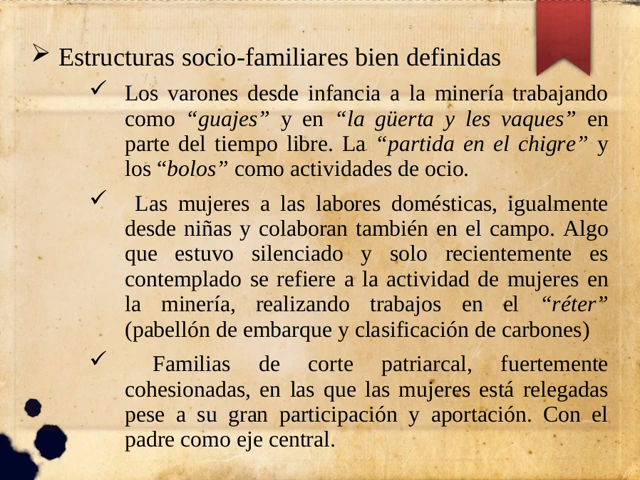 Estructuras socio-familiares bien definidas
Los varones desde infancia a la minería trabajando
como “guajes” y en “la güerta y les vaques” en
parte del tiempo libre. La “partida en el chigre” y
los “bolos” como actividades de ocio.
Las mujeres a las labores domésticas, igualmente
desde niñas y colaboran también en el campo. Algo
que estuvo silenciado y solo recientemente es
contemplado se refiere a la actividad de mujeres en
la minería, realizando trabajos en el “réter”
(pabellón de embarque y clasificación de carbones)
Familias de corte patriarcal, fuertemente
cohesionadas, en las que las mujeres está relegadas
pese a su gran participación y aportación. Con el
padre como eje central.